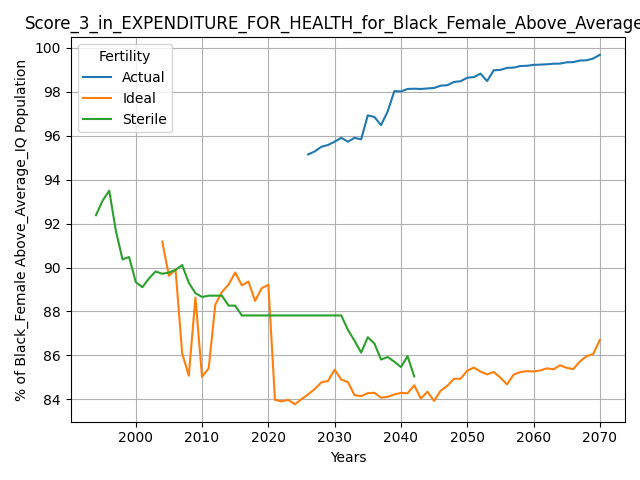 Score_3_in_EXPENDITURE_FOR_HEALTH_for_Black_Female_Above_Average
Fertility
Actual
Ideal
Sterile
% of Black_Female Above_Average_IQ Population
100
98
96
94
92
90
88
86
84
2000 2010 2020 2030 2040 2050 2060 2070
Years